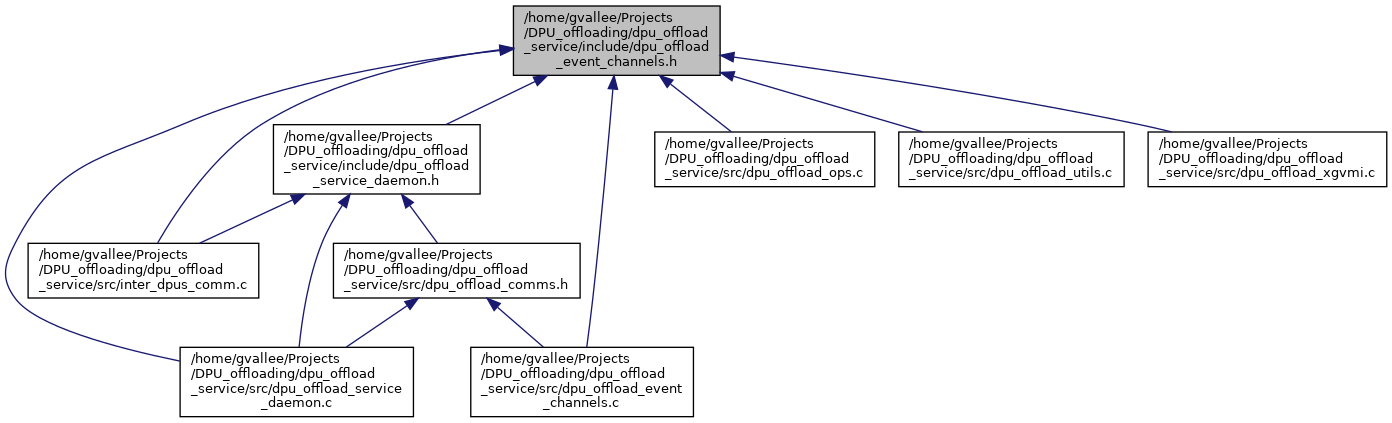 /home/gvallee/Projects
/DPU_offloading/dpu_offload
_service/include/dpu_offload
_event_channels.h
/home/gvallee/Projects
/DPU_offloading/dpu_offload
_service/include/dpu_offload
_service_daemon.h
/home/gvallee/Projects
/DPU_offloading/dpu_offload
_service/src/dpu_offload_ops.c
/home/gvallee/Projects
/DPU_offloading/dpu_offload
_service/src/dpu_offload_utils.c
/home/gvallee/Projects
/DPU_offloading/dpu_offload
_service/src/dpu_offload_xgvmi.c
/home/gvallee/Projects
/DPU_offloading/dpu_offload
_service/src/inter_dpus_comm.c
/home/gvallee/Projects
/DPU_offloading/dpu_offload
_service/src/dpu_offload_comms.h
/home/gvallee/Projects
/DPU_offloading/dpu_offload
_service/src/dpu_offload_service
_daemon.c
/home/gvallee/Projects
/DPU_offloading/dpu_offload
_service/src/dpu_offload_event
_channels.c